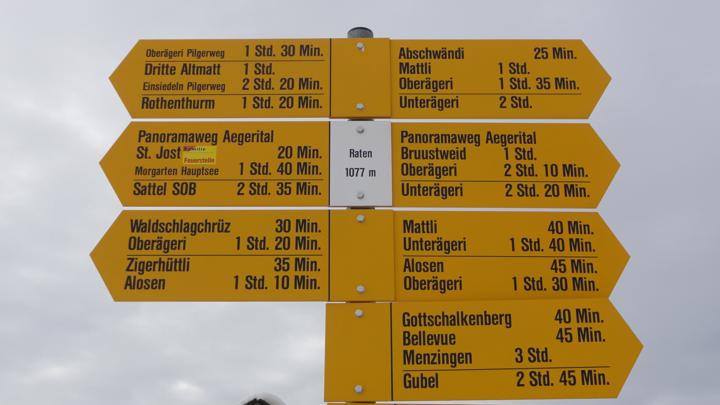 Oberägeri Pilgerweg 1 Std. 30 Min.
Dritte Altmatt 1 Std.
Einsiedeln Pilgerweg 2 Std. 20 Min.
Rothenthurm 1 Std. 20 Min.
Abschwändi 25 Min.
Mattli 1 Std.
Oberägeri 1 Std. 35 Min.
Unterägeri 2 Std.
Panoramaweg Aegerital
St. Jost 20 Min.
Feuerstelle
Morgarten Hauptsee 1 Std. 40 Min.
Sattel SOB 2 Std. 35 Min.
Raten
1077 m
Panoramaweg Aegerital
Bruustweid 1 Std.
Oberägeri 2 Std. 10 Min.
Unterägeri 2 Std. 20 Min.
Waldschlagchrüz 30 Min.
Oberägeri 1 Std. 20 Min.
Zigerhüttli 35 Min.
Alosen 1 Std. 10 Min.
Mattli 40 Min.
Unterägeri 1 Std. 40 Min.
Alosen 45 Min.
Oberägeri 1 Std. 30 Min.
Gottschalkenberg 40 Min.
Bellevue 45 Min.
Menzingen 3 Std.
Gubel 2 Std. 45 Min.